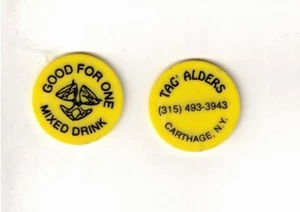 GOOD FOR ONE
MIXED DRINK
TAG' ALDERS
(315) 493-3943
CARTHAGE, N.Y.